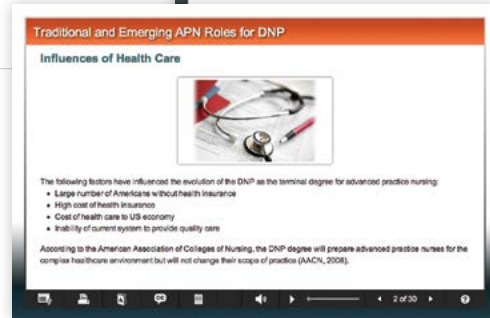 Traditional and Emerging APN Roles for DNP
Influences of Health Care
The following factors have influenced the evolution of the DNP as the terminal degree for advanced practice nursing:
• Large number of Americans without health insurance
• High cost of health insurance
• Cost of health care to US economy
• Inability of current system to provide quality care
According to the American Association of Colleges of Nursing, the DNP degree will prepare advanced practice nurses for the
complex healthcare environment but will not change their scope of practice (AACN, 2008).
2 of 30